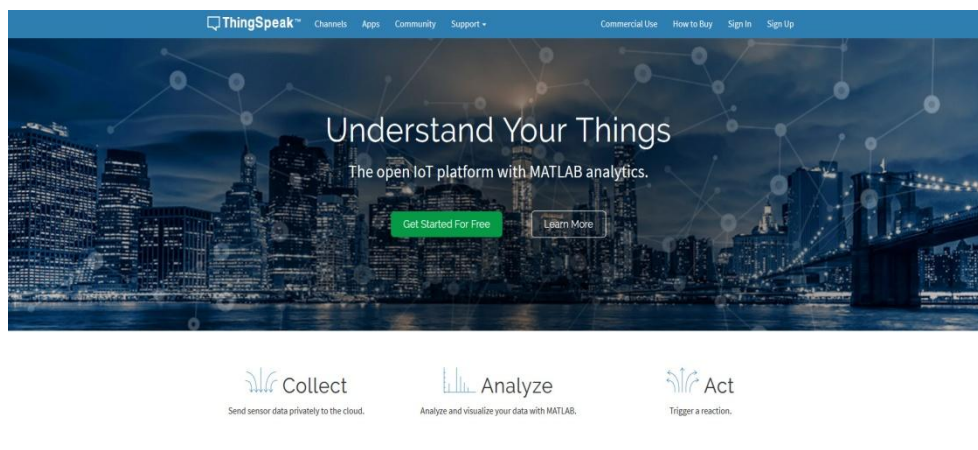 ThingSpeak™ Channels Apps Community Support Commercial Use How to Buy Sign In Sign Up
Understand Your Things
The open IoT platform with MATLAB analytics.
Get Started For Free Learn More
Collect Analyze Act
Send sensor data privately to the cloud. Analyze and visualize your data with MATLAB. Trigger a reaction.